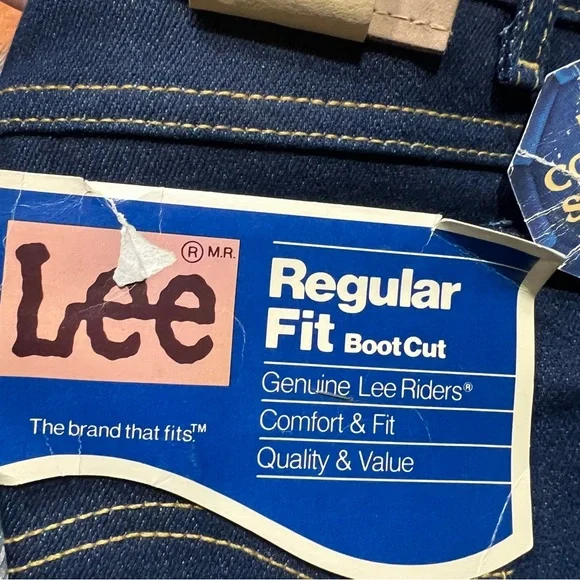 Lee ® M.R.
The brand that fits.™
Regular
Fit Boot Cut
Genuine Lee Riders®
Comfort & Fit
Quality & Value